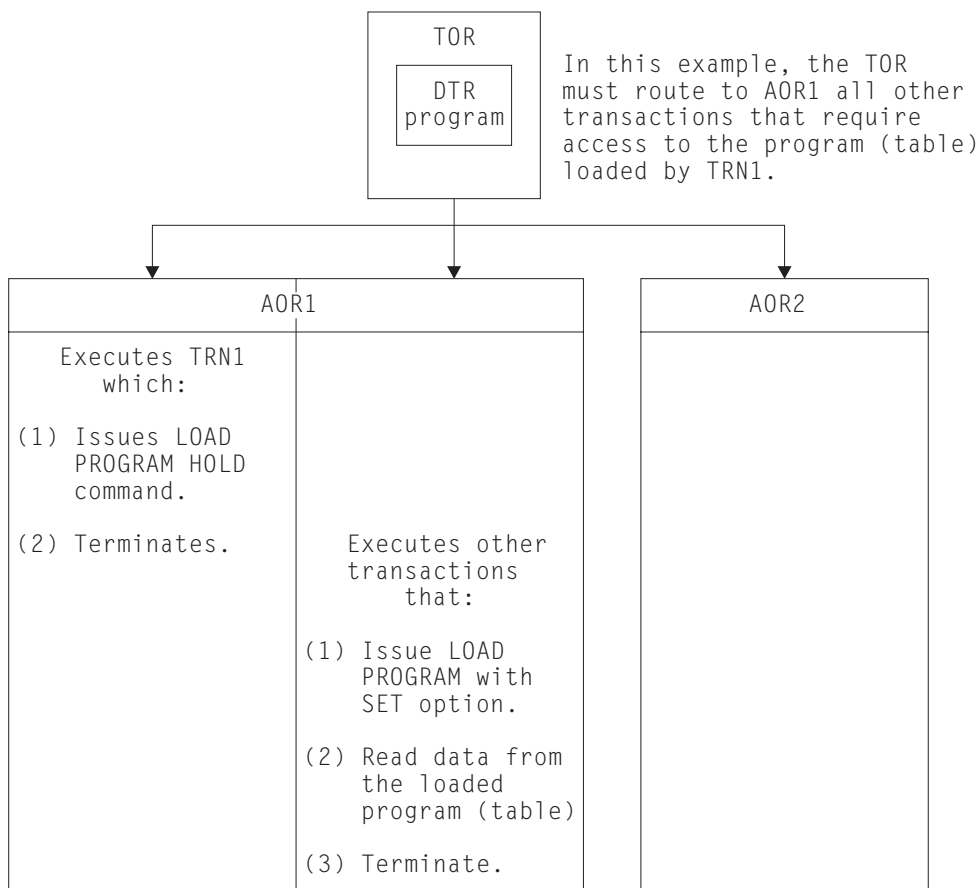 TOR
DTR
program
In this example, the TOR
must route to AOR1 all other
transactions that require
access to the program (table)
loaded by TRN1.
AOR1
AOR2
Executes TRN1
which:
(1) Issues LOAD
PROGRAM HOLD
command.
(2) Terminates.
Executes other
transactions
that:
(1) Issue LOAD
PROGRAM with
SET option.
(2) Read data from
the loaded
program (table)
(3) Terminate.